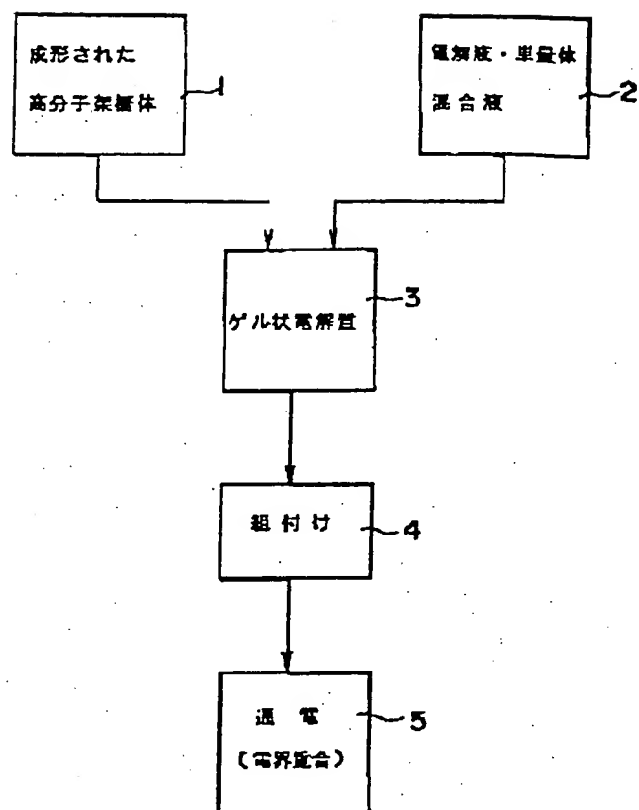 成形された
高分子架橋体
1
電解液・単量体
混合液
2
ゲル状電解質
3
組付け
4
通電
(電界重合)
5